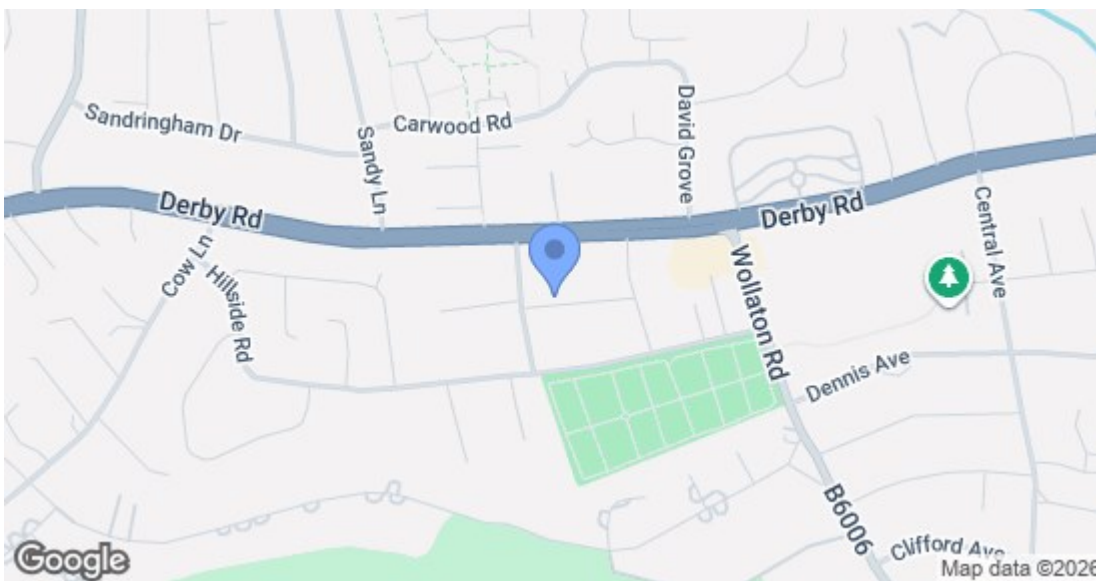 Sandringham Dr
Sandy Ln
Carwood Rd
David Grove
Derby Rd
Derby Rd
Cow Ln
Hillside Rd
Wollaton Rd
Central Ave
Dennis Ave
B6006
Clifford Ave
Google
Map data ©2026